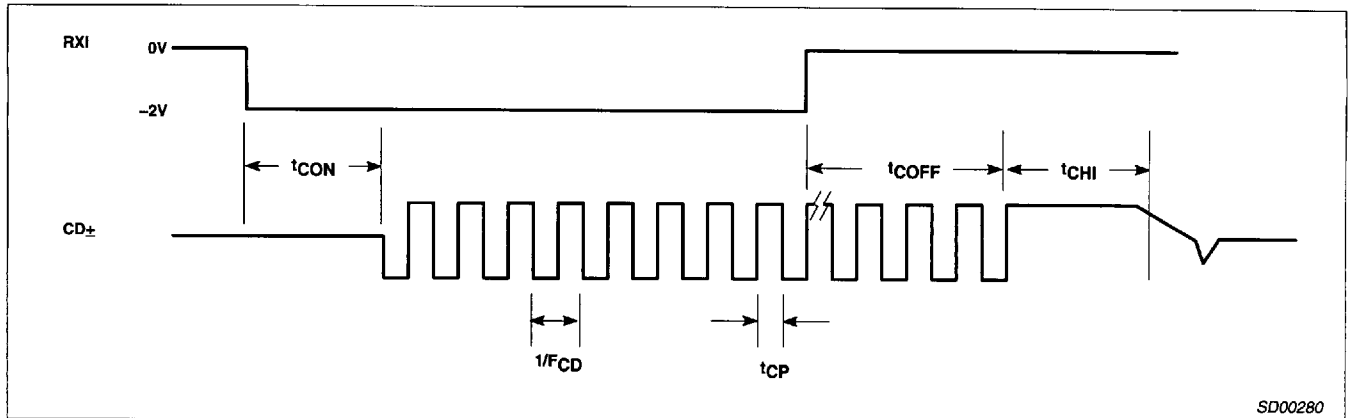 RXI
0V
−2V
tCON
tCOFF
tCHI
CD±
1/FCD
tCP
SD00280